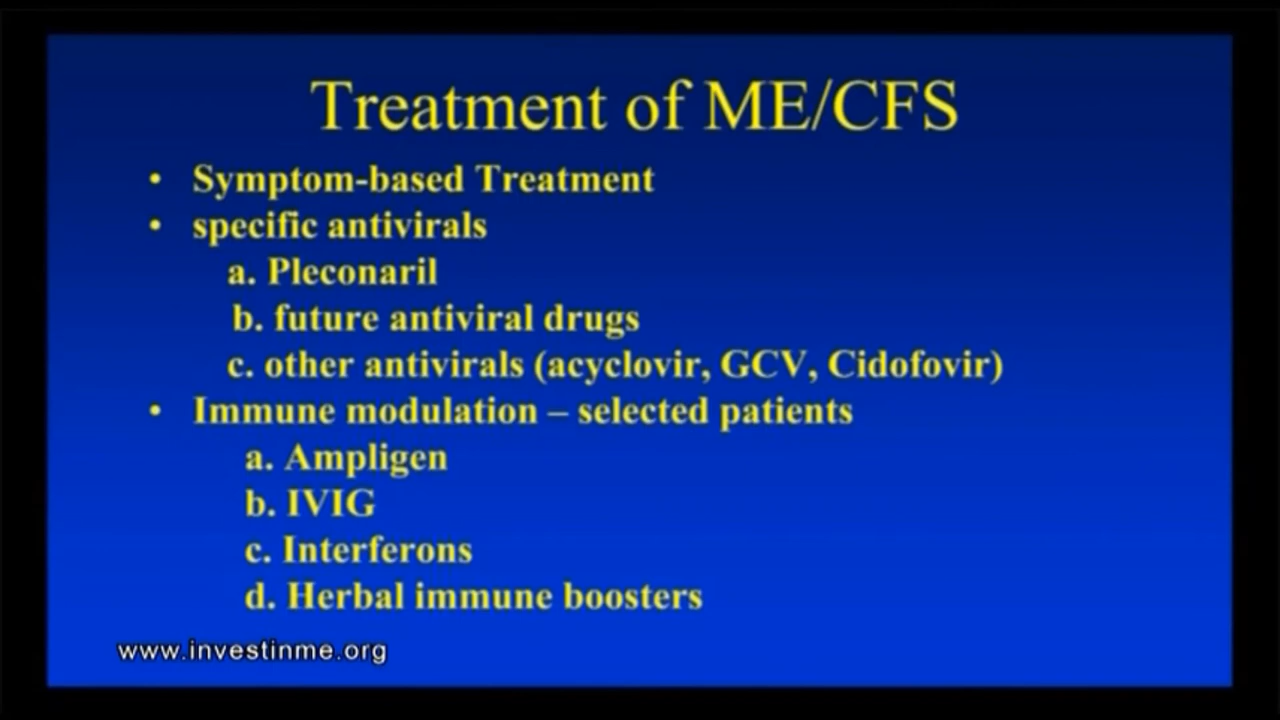 Treatment of ME/CFS
• Symptom-based Treatment
• specific antivirals
a. Pleconaril
b. future antiviral drugs
c. other antivirals (acyclovir, GCV, Cidofovir)
• Immune modulation – selected patients
a. Ampligen
b. IVIG
c. Interferons
d. Herbal immune boosters
www.investinme.org